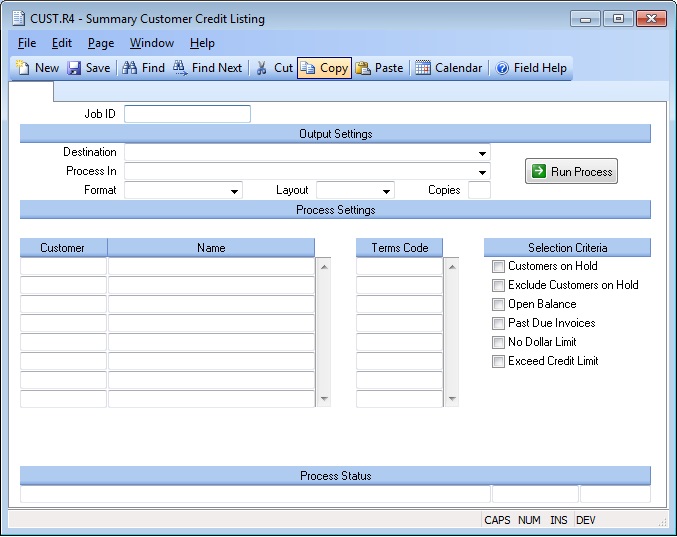 CUST.R4 - Summary Customer Credit Listing
File Edit Page Window Help
New Save Find Find Next Cut Copy Paste Calendar Field Help
Job ID
Output Settings
Destination
Process In
Run Process
Format Layout Copies
Process Settings
Customer Name Terms Code Selection Criteria
Customers on Hold
Exclude Customers on Hold
Open Balance
Past Due Invoices
No Dollar Limit
Exceed Credit Limit
Process Status
CAPS NUM INS DEV